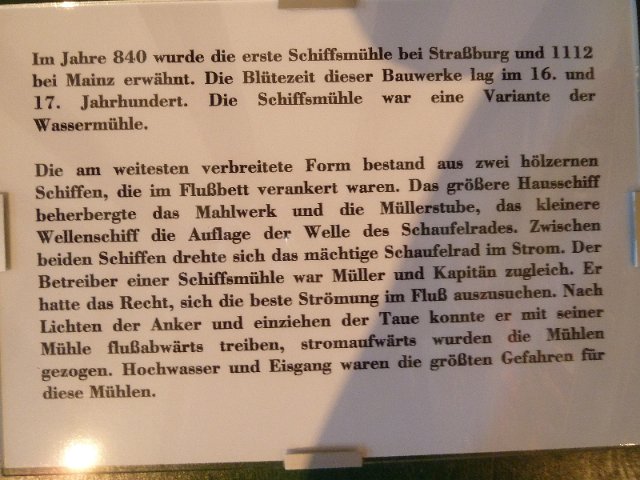 Im Jahre 840 wurde die erste Schiffsmühle bei Straßburg und 1112
bei Mainz erwähnt. Die Blütezeit dieser Bauwerke lag im 16. und
17. Jahrhundert. Die Schiffsmühle war eine Variante der
Wassermühle.
Die am weitesten verbreitete Form bestand aus zwei hölzernen
Schiffen, die im Flußbett verankert waren. Das größere Hausschiff
beherbergte das Mahlwerk und die Müllerstube, das kleinere
Wellenschiff die Auflage der Welle des Schaufelrades. Zwischen
beiden Schiffen drehte sich das mächtige Schaufelrad im Strom. Der
Betreiber einer Schiffsmühle war Müller und Kapitän zugleich. Er
hatte das Recht, sich die beste Strömung im Fluß auszusuchen. Nach
Lichten der Anker und einziehen der Taue konnte er mit seiner
Mühle flußabwärts treiben, stromaufwärts wurden die Mühlen
gezogen. Hochwasser und Eisgang waren die größten Gefahren für
diese Mühlen.